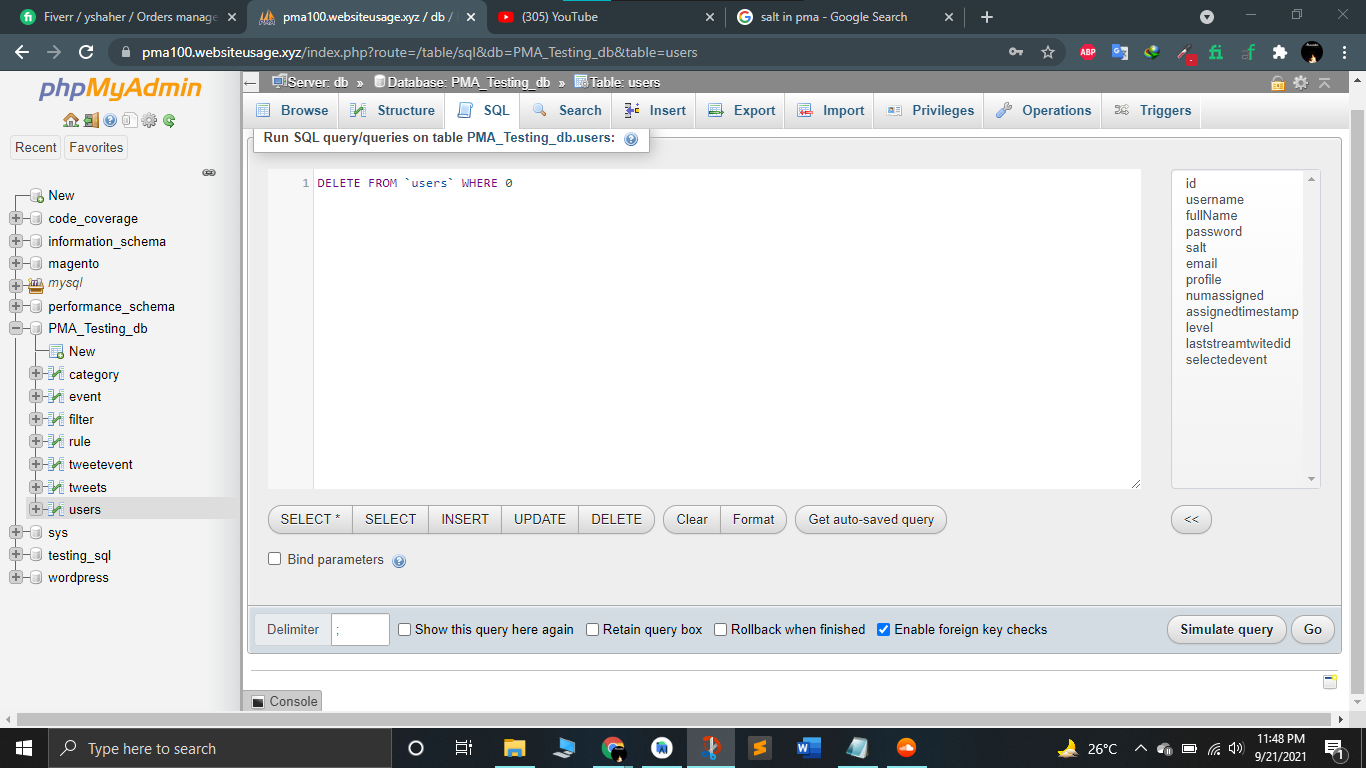 Fiverr / yshaher / Orders manage
pma100.websiteusage.xyz / db /
(305) YouTube
salt in pma - Google Search
pma100.websiteusage.xyz/index.php?route=/table/sql&db=PMA_Testing_db&table=users
ABP
phpMyAdmin
Recent
Favorites
New
code_coverage
information_schema
magento
mysql
performance_schema
PMA_Testing_db
New
category
event
filter
rule
tweetevent
tweets
users
sys
testing_sql
wordpress
Server: db » Database: PMA_Testing_db » Table: users
Browse Structure SQL Search Insert Export Import Privileges Operations Triggers
Run SQL query/queries on table PMA_Testing_db.users:
1 DELETE FROM `users` WHERE 0
id
username
fullName
password
salt
email
profile
numassigned
assignedtimestamp
level
laststreamtwitedid
selectedevent
SELECT * SELECT INSERT UPDATE DELETE Clear Format Get auto-saved query <<
Bind parameters
Delimiter ; Show this query here again Retain query box Rollback when finished Enable foreign key checks Simulate query Go
Console
Type here to search
26°C
11:48 PM
9/21/2021
1